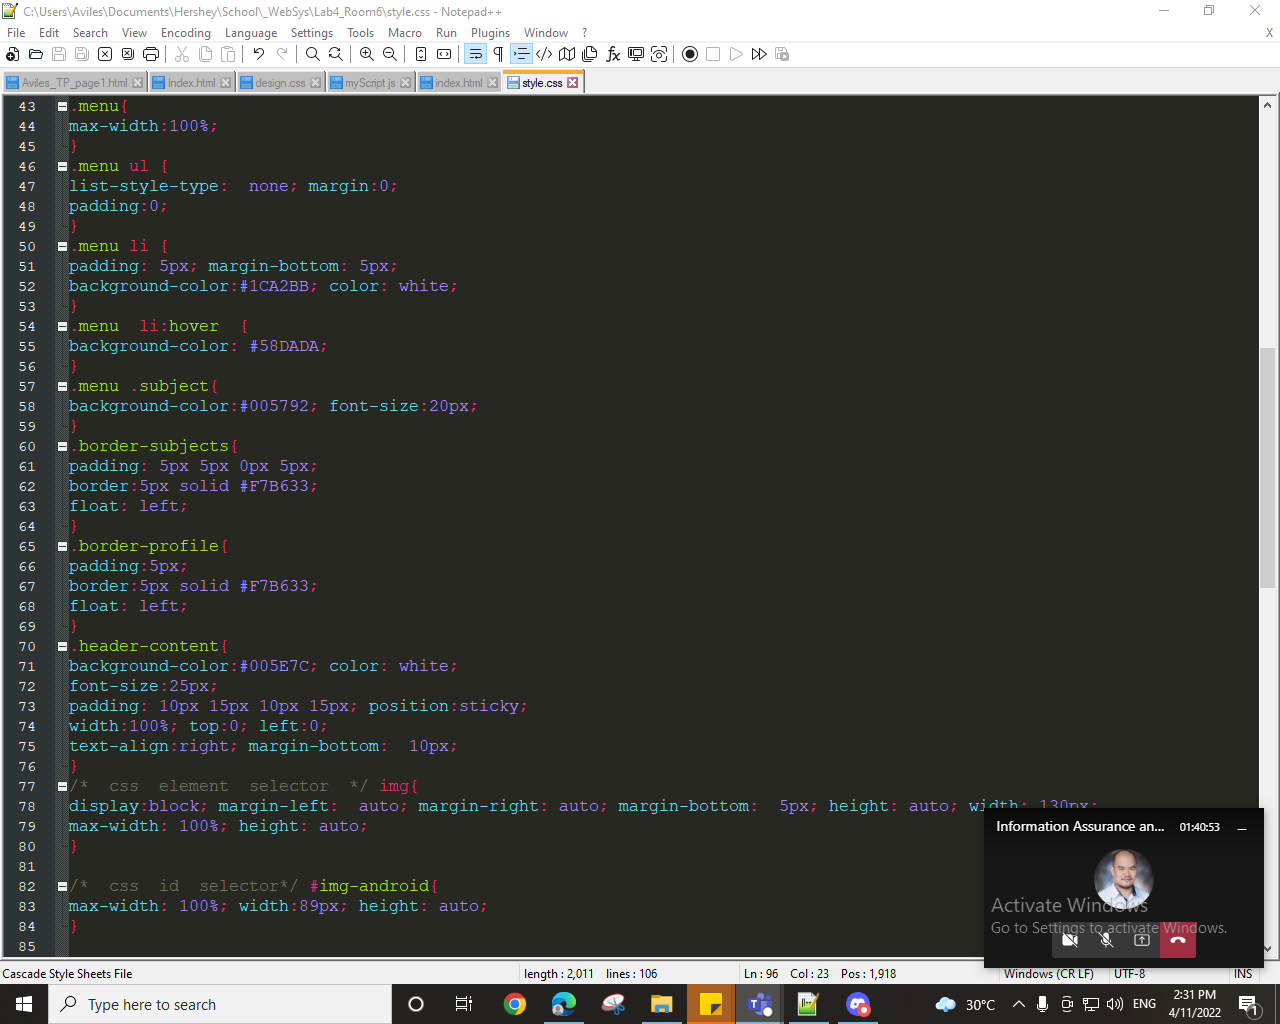 C:\Users\Aviles\Documents\Hershey\School\_WebSys\Lab4_Room6\style.css - Notepad++
File Edit Search View Encoding Language Settings Tools Macro Run Plugins Window ? X
Aviles_TP_page1.html Index.html design.css myScript.js index.html style.css
43 .menu{
44 max-width:100%;
45 }
46 .menu ul {
47 list-style-type:  none; margin:0;
48 padding:0;
49 }
50 .menu li {
51 padding: 5px; margin-bottom: 5px;
52 background-color:#1CA2BB; color: white;
53 }
54 .menu  li:hover  {
55 background-color: #58DADA;
56 }
57 .menu .subject{
58 background-color:#005792; font-size:20px;
59 }
60 .border-subjects{
61 padding: 5px 5px 0px 5px;
62 border:5px solid #F7B633;
63 float: left;
64 }
65 .border-profile{
66 padding:5px;
67 border:5px solid #F7B633;
68 float: left;
69 }
70 .header-content{
71 background-color:#005E7C; color: white;
72 font-size:25px;
73 padding: 10px 15px 10px 15px; position:sticky;
74 width:100%; top:0; left:0;
75 text-align:right; margin-bottom:  10px;
76 }
77 /*  css  element  selector  */ img{
78 display:block; margin-left:  auto; margin-right: auto; margin-bottom:  5px; height: auto; width: 130px;
79 max-width: 100%; height: auto;
80 }
81
82 /*  css  id  selector*/ #img-android{
83 max-width: 100%; width:89px; height: auto;
84 }
85
Information Assurance an... 01:40:53
Activate Windows
Go to Settings to activate Windows.
Cascade Style Sheets File length : 2,011 lines : 106 Ln : 96 Col : 23 Pos : 1,918 Windows (CR LF) UTF-8 INS
Type here to search 30°C ENG 2:31 PM
4/11/2022 1